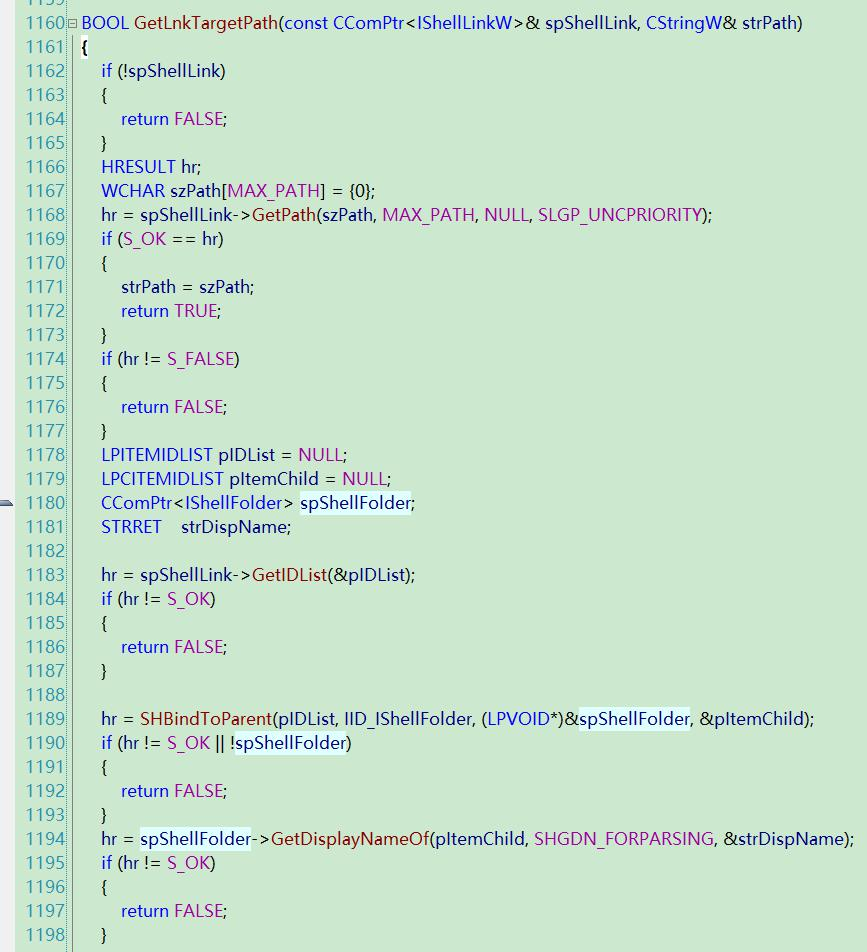 1160 BOOL GetLnkTargetPath(const CComPtr<IShellLinkW>& spShellLink, CStringW& strPath)
1161 {
1162 if (!spShellLink)
1163 {
1164 return FALSE;
1165 }
1166 HRESULT hr;
1167 WCHAR szPath[MAX_PATH] = {0};
1168 hr = spShellLink->GetPath(szPath, MAX_PATH, NULL, SLGP_UNCPRIORITY);
1169 if (S_OK == hr)
1170 {
1171 strPath = szPath;
1172 return TRUE;
1173 }
1174 if (hr != S_FALSE)
1175 {
1176 return FALSE;
1177 }
1178 LPITEMIDLIST pIDList = NULL;
1179 LPCITEMIDLIST pItemChild = NULL;
1180 CComPtr<IShellFolder> spShellFolder;
1181 STRRET strDispName;
1182
1183 hr = spShellLink->GetIDList(&pIDList);
1184 if (hr != S_OK)
1185 {
1186 return FALSE;
1187 }
1188
1189 hr = SHBindToParent(pIDList, IID_IShellFolder, (LPVOID*)&spShellFolder, &pItemChild);
1190 if (hr != S_OK || !spShellFolder)
1191 {
1192 return FALSE;
1193 }
1194 hr = spShellFolder->GetDisplayNameOf(pItemChild, SHGDN_FORPARSING, &strDispName);
1195 if (hr != S_OK)
1196 {
1197 return FALSE;
1198 }